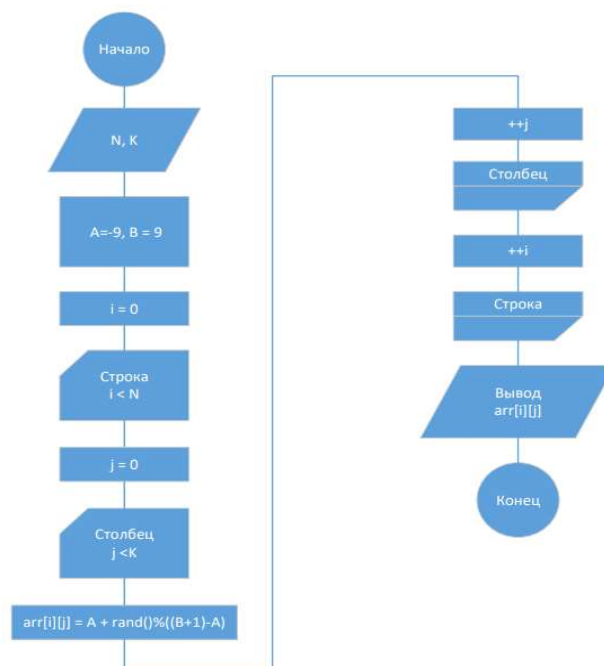 Начало
N, K
A=-9, B = 9
i = 0
Строка
i < N
j = 0
Столбец
j <K
arr[i][j] = A + rand()%((B+1)-A)
++j
Столбец
++i
Строка
Вывод
arr[i][j]
Конец